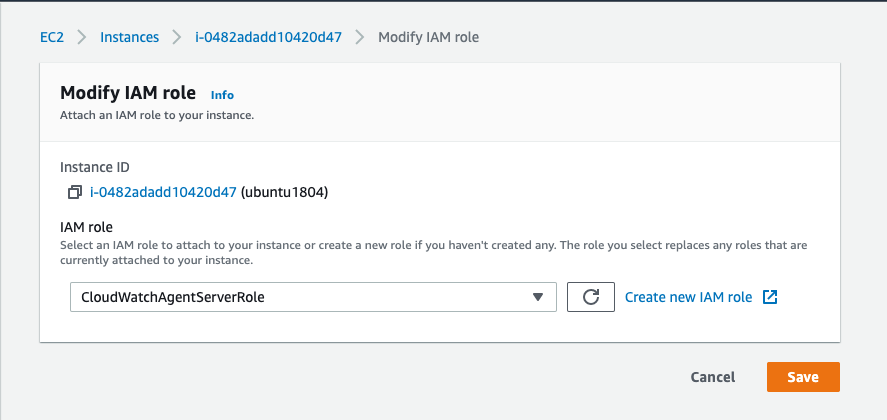 EC2 > Instances > i-0482adadd10420d47 > Modify IAM role
Modify IAM role Info
Attach an IAM role to your instance.
Instance ID
i-0482adadd10420d47 (ubuntu1804)
IAM role
Select an IAM role to attach to your instance or create a new role if you haven't created any. The role you select replaces any roles that are
currently attached to your instance.
CloudWatchAgentServerRole Create new IAM role
Cancel Save